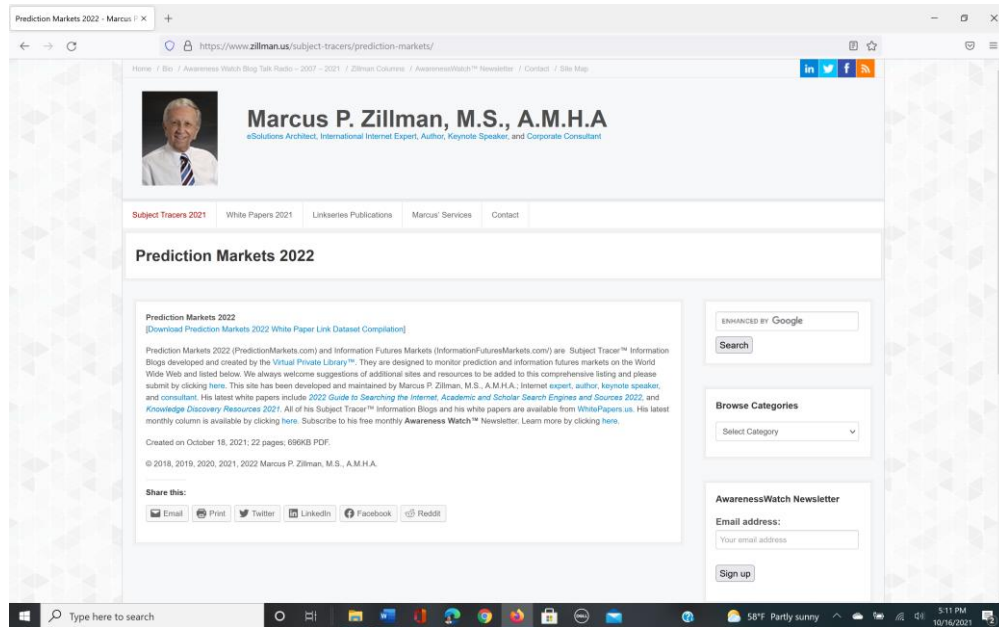 Prediction Markets 2022 - Marcus P
https://www.zillman.us/subject-tracers/prediction-markets/
Home / Bio / Awareness Watch Blog Talk Radio – 2007 – 2021 / Zillman Columns / AwarenessWatch™ Newsletter / Contact / Site Map
Marcus P. Zillman, M.S., A.M.H.A
eSolutions Architect, International Internet Expert, Author, Keynote Speaker, and Corporate Consultant
Subject Tracers 2021 White Papers 2021 Linkseries Publications Marcus' Services Contact
Prediction Markets 2022
Prediction Markets 2022
[Download Prediction Markets 2022 White Paper Link Dataset Compilation]
Prediction Markets 2022 (PredictionMarkets.com) and Information Futures Markets (InformationFuturesMarkets.com/) are Subject Tracer™ Information
Blogs developed and created by the Virtual Private Library™. They are designed to monitor prediction and information futures markets on the World
Wide Web and listed below. We always welcome suggestions of additional sites and resources to be added to this comprehensive listing and please
submit by clicking here. This site has been developed and maintained by Marcus P. Zillman, M.S., A.M.H.A.; Internet expert, author, keynote speaker,
and consultant. His latest white papers include 2022 Guide to Searching the Internet, Academic and Scholar Search Engines and Sources 2022, and
Knowledge Discovery Resources 2021. All of his Subject Tracer™ Information Blogs and his white papers are available from WhitePapers.us. His latest
monthly column is available by clicking here. Subscribe to his free monthly Awareness Watch™ Newsletter. Learn more by clicking here.
Created on October 18, 2021; 22 pages; 696KB PDF.
© 2018, 2019, 2020, 2021, 2022 Marcus P. Zillman, M.S., A.M.H.A.
Share this:
Email Print Twitter LinkedIn Facebook Reddit
ENHANCED BY Google
Search
Browse Categories
Select Category
AwarenessWatch Newsletter
Email address:
Your email address
Sign up
Type here to search
58°F Partly sunny
5:11 PM
10/16/2021